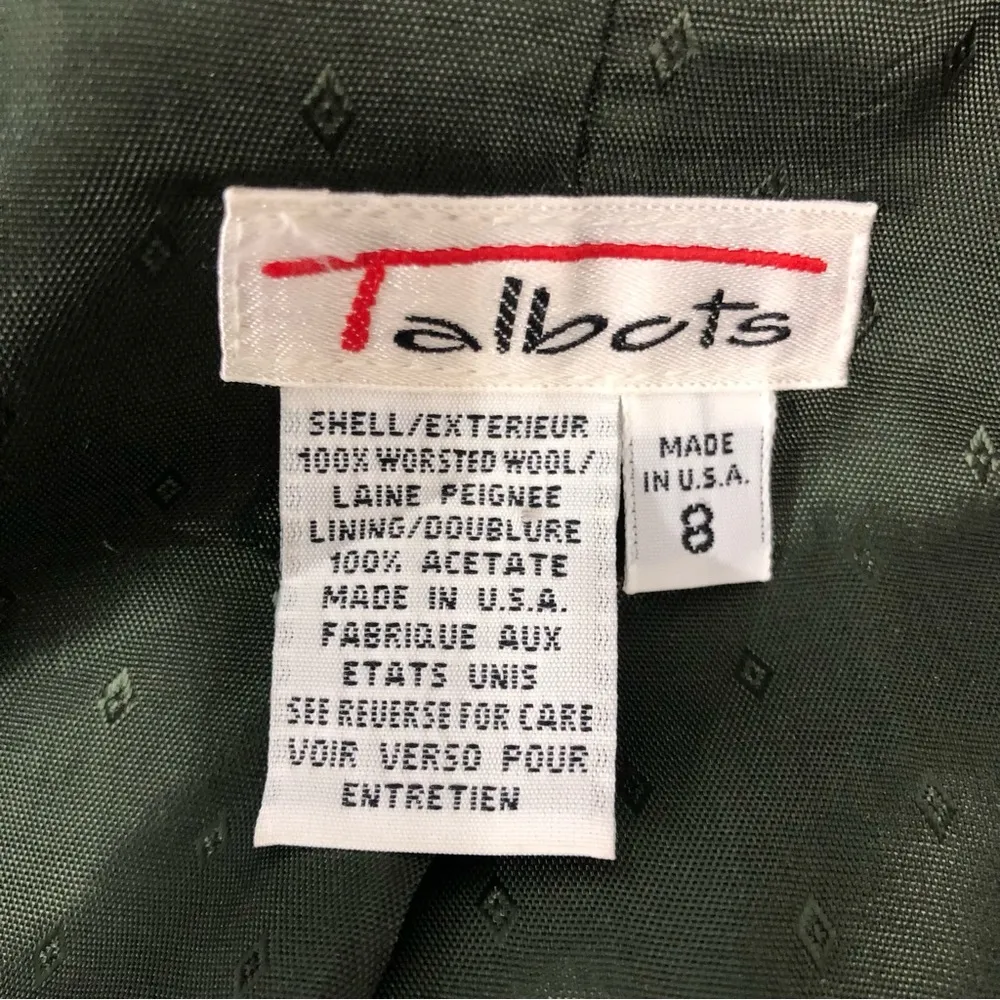 Talbots
SHELL/EXTERIEUR
100% WORSTED WOOL/
LAINE PEIGNEE
LINING/DOUBLURE
100% ACETATE
MADE IN U.S.A.
FABRIQUE AUX
ETATS UNIS
SEE REVERSE FOR CARE
VOIR VERSO POUR
ENTRETIEN
MADE
IN U.S.A.
8